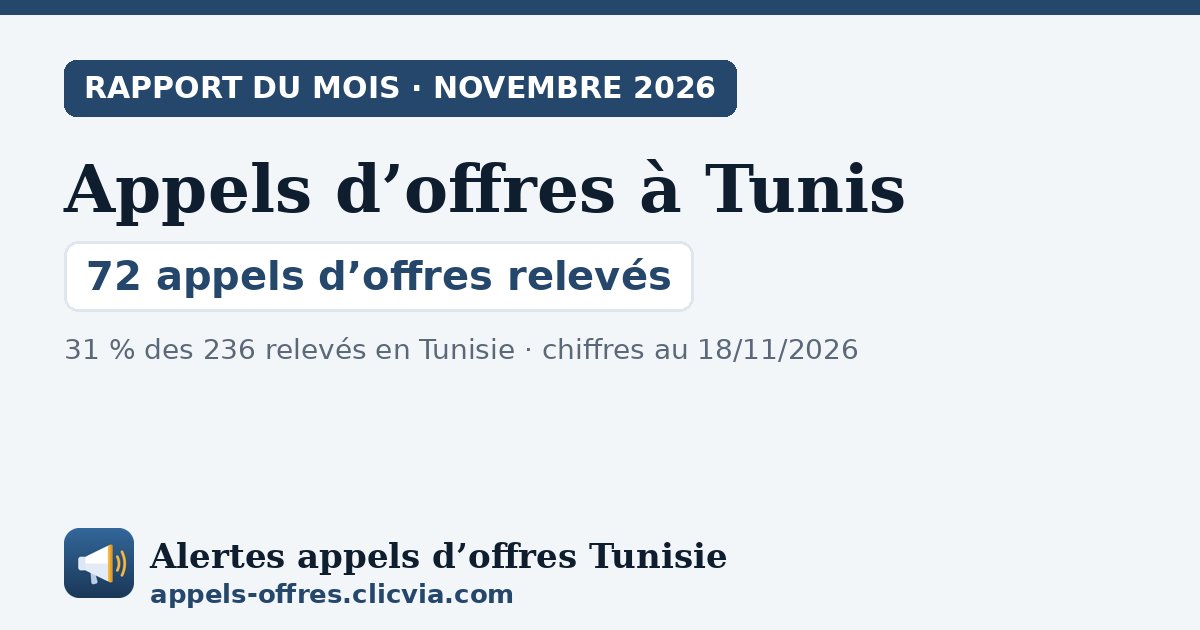 RAPPORT DU MOIS · NOVEMBRE 2026
Appels d’offres à Tunis
72 appels d’offres relevés
31 % des 236 relevés en Tunisie · chiffres au 18/11/2026
Alertes appels d’offres Tunisie
appels-offres.clicvia.com